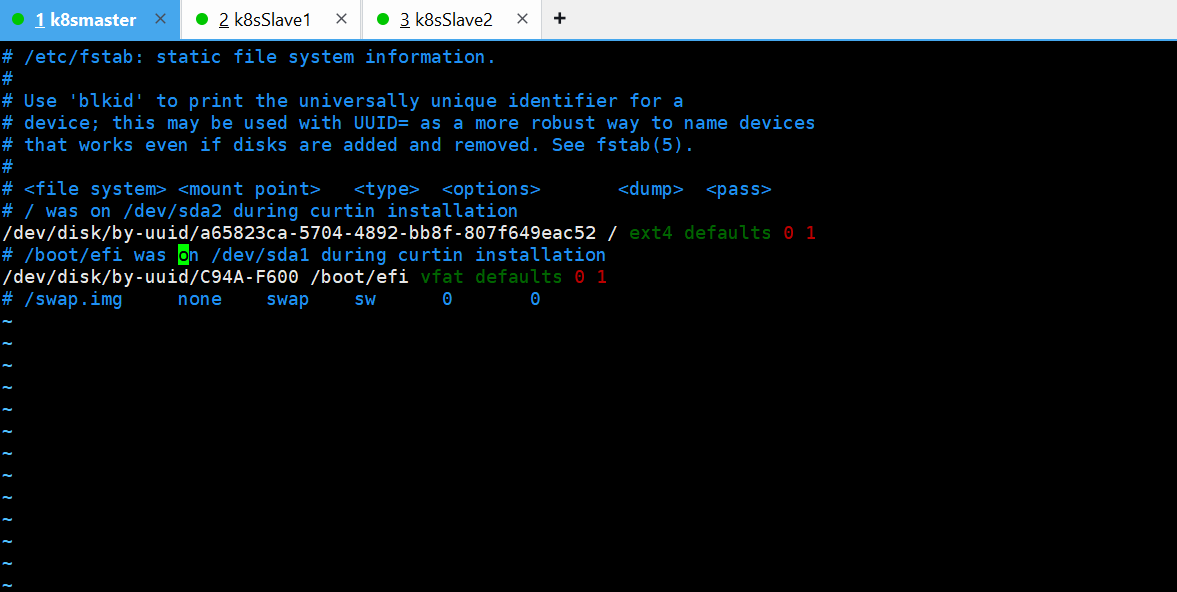 1 k8smaster × 2 k8sSlave1 × 3 k8sSlave2 × +
# /etc/fstab: static file system information.
#
# Use 'blkid' to print the universally unique identifier for a
# device; this may be used with UUID= as a more robust way to name devices
# that works even if disks are added and removed. See fstab(5).
#
# <file system> <mount point>   <type>  <options>       <dump>  <pass>
# / was on /dev/sda2 during curtin installation
/dev/disk/by-uuid/a65823ca-5704-4892-bb8f-807f649eac52 / ext4 defaults 0 1
# /boot/efi was on /dev/sda1 during curtin installation
/dev/disk/by-uuid/C94A-F600 /boot/efi vfat defaults 0 1
# /swap.img     none    swap    sw      0       0
~
~
~
~
~
~
~
~
~
~
~
~
~